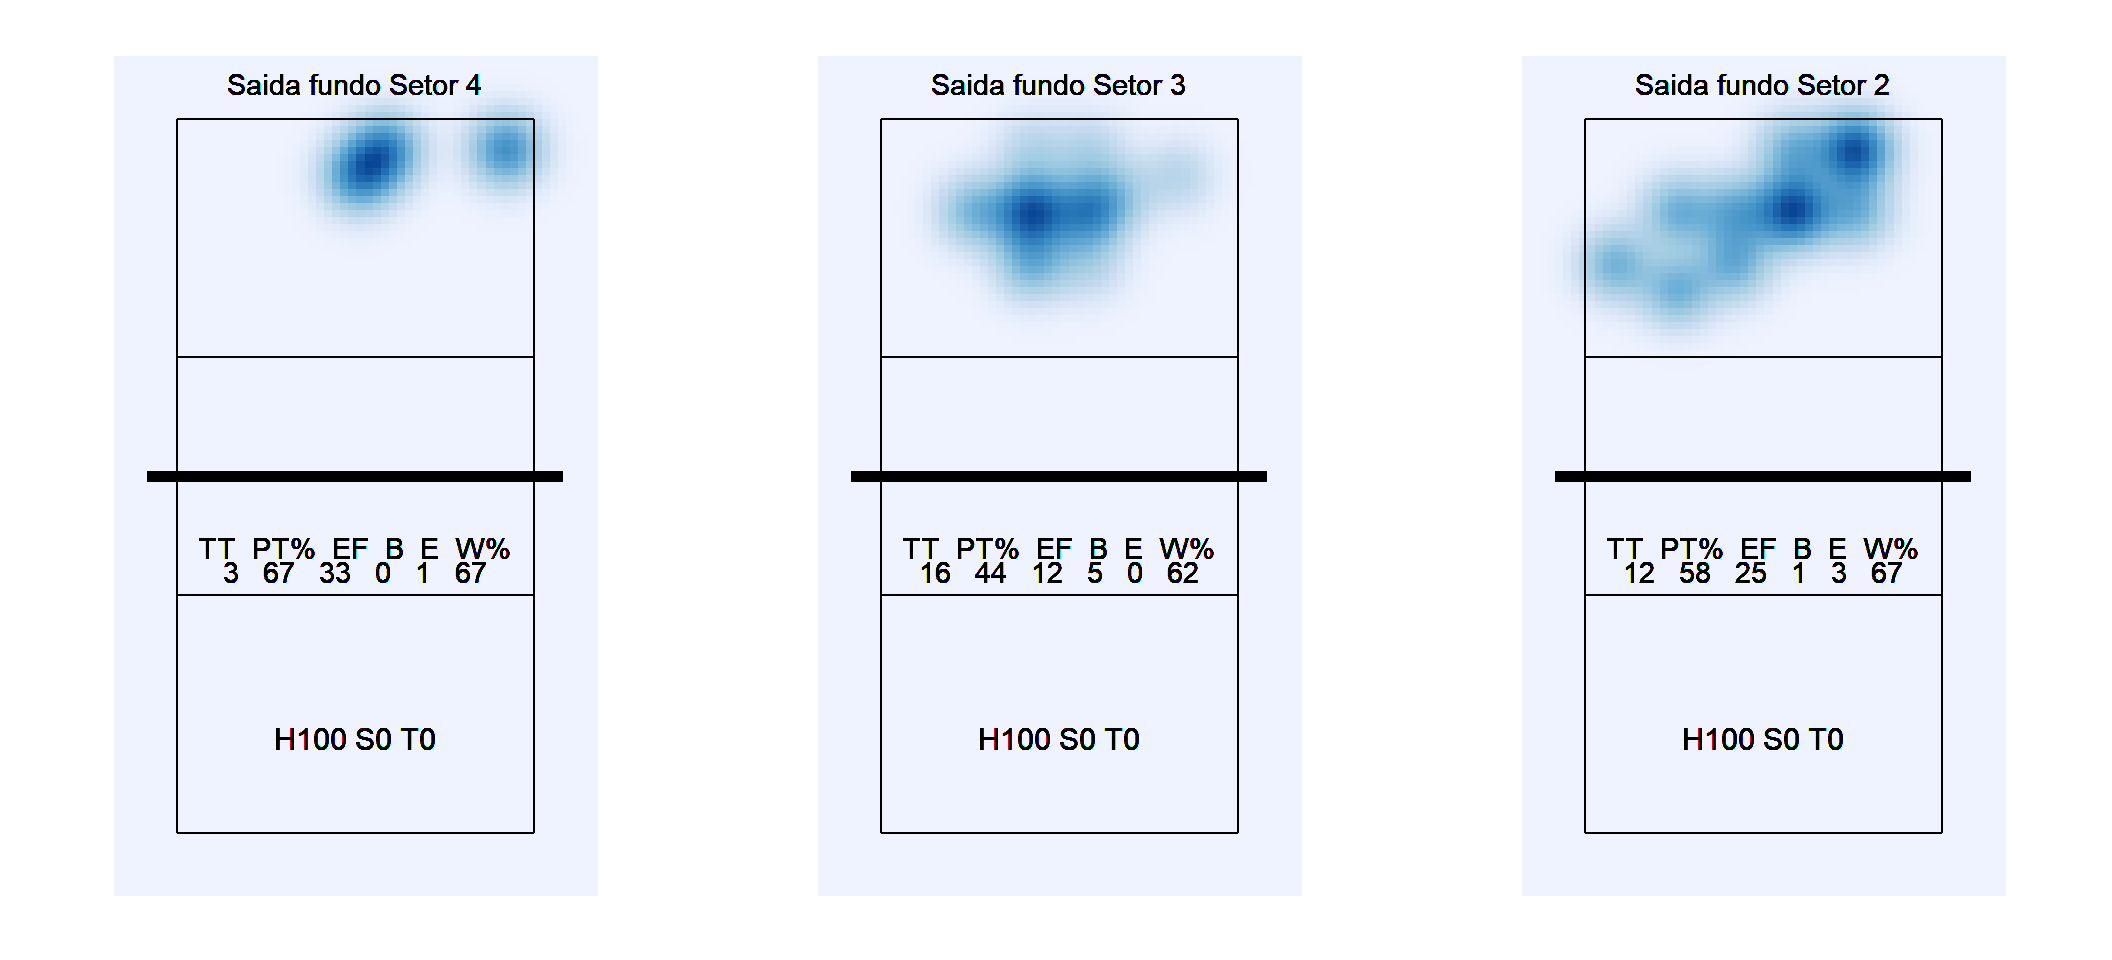 Saida fundo Setor 4
TT PT% EF B E W%
3 67 33 0 1 67
H100 S0 T0
Saida fundo Setor 3
TT PT% EF B E W%
16 44 12 5 0 62
H100 S0 T0
Saida fundo Setor 2
TT PT% EF B E W%
12 58 25 1 3 67
H100 S0 T0